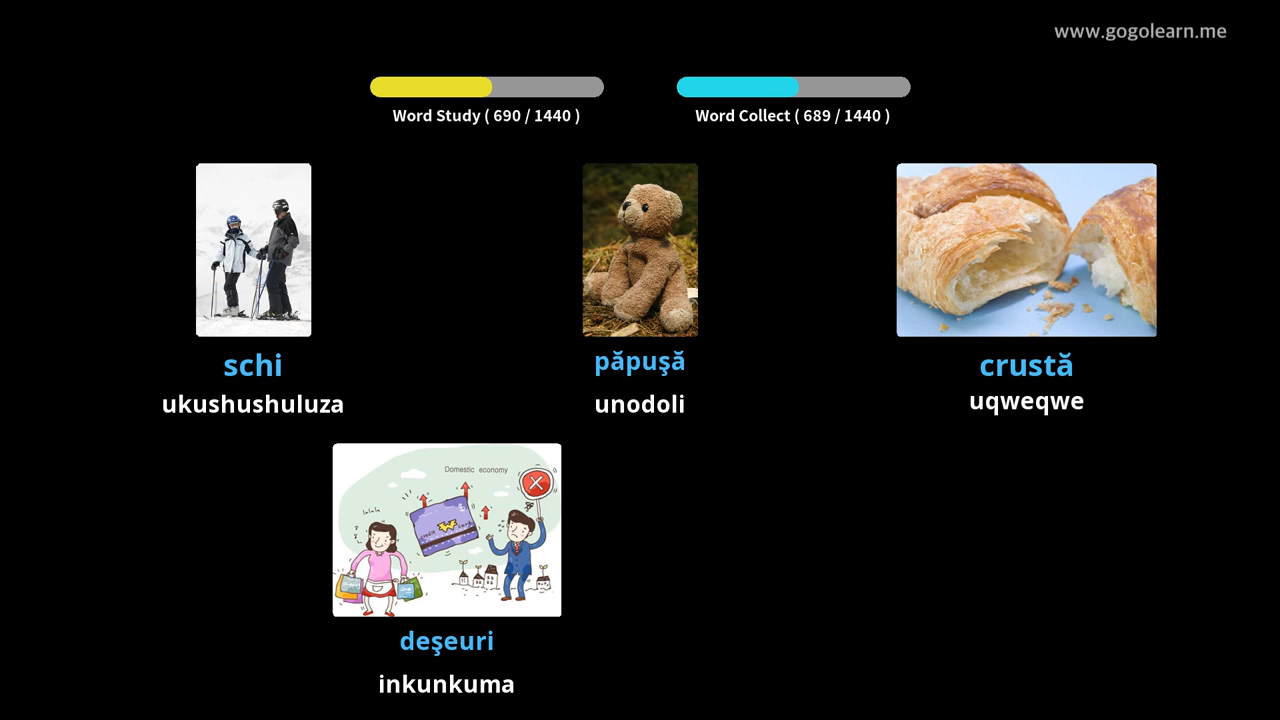 www.gogolearn.me
Word Study ( 690 / 1440 )
Word Collect ( 689 / 1440 )
schi
păpuşă
crustă
ukushushuluza
unodoli
uqweqwe
Domestic economy
lalala
deşeuri
inkunkuma